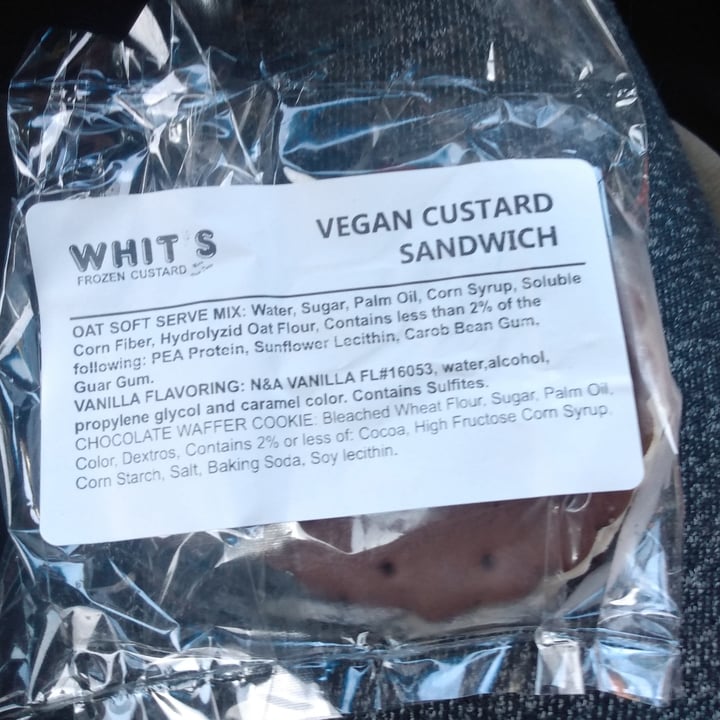 WHIT'S
FROZEN CUSTARD
VEGAN CUSTARD
SANDWICH
OAT SOFT SERVE MIX: Water, Sugar, Palm Oil, Corn Syrup, Soluble
Corn Fiber, Hydrolyzid Oat Flour, Contains less than 2% of the
following: PEA Protein, Sunflower Lecithin, Carob Bean Gum,
Guar Gum.
VANILLA FLAVORING: N&A VANILLA FL#16053, water,alcohol,
propylene glycol and caramel color. Contains Sulfites.
CHOCOLATE WAFFER COOKIE: Bleached Wheat Flour, Sugar, Palm Oil,
Color, Dextros, Contains 2% or less of: Cocoa, High Fructose Corn Syrup,
Corn Starch, Salt, Baking Soda, Soy lecithin.